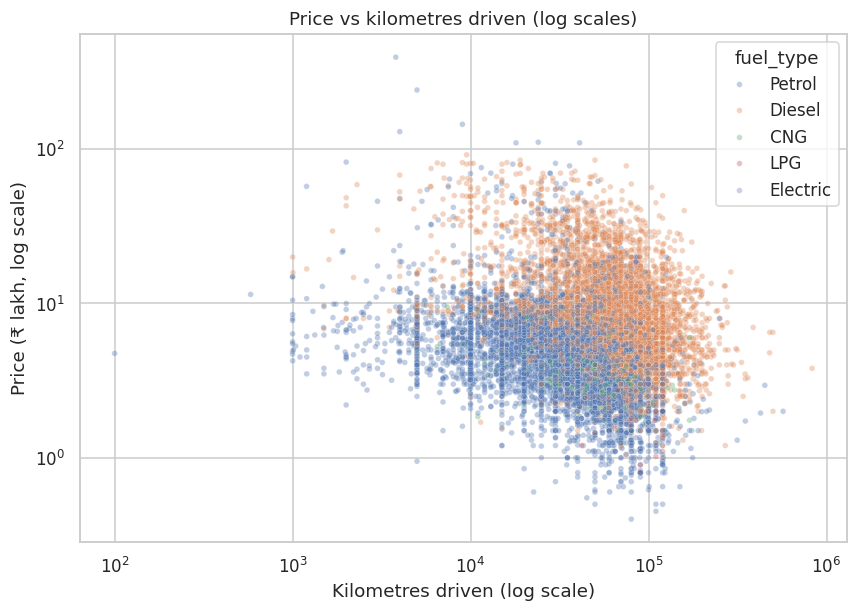 Price vs kilometres driven (log scales)
fuel_type
Petrol
Diesel
CNG
LPG
Electric
Price (₹ lakh, log scale)
10²
10¹
10⁰
10² 10³ 10⁴ 10⁵ 10⁶
Kilometres driven (log scale)